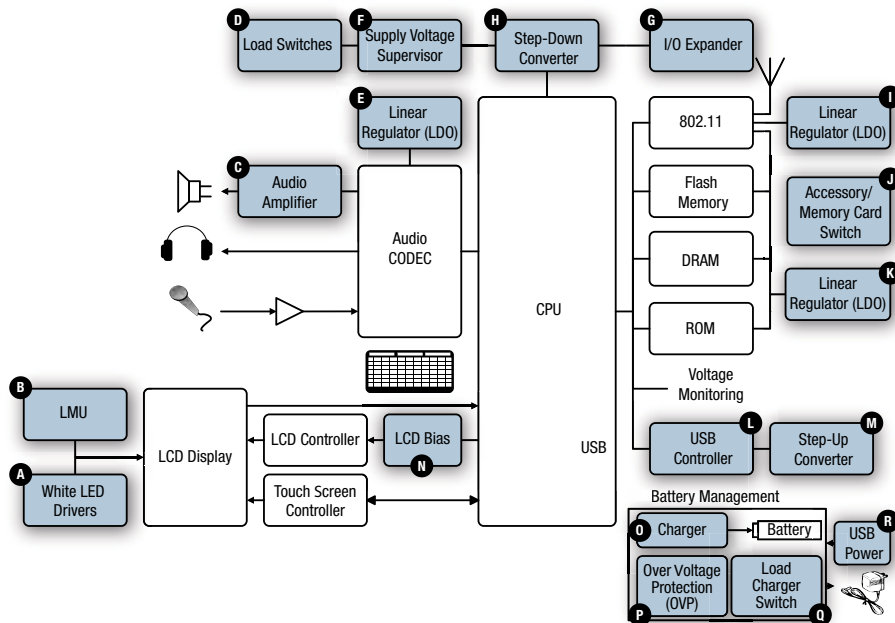 D
Load Switches
F
Supply Voltage
Supervisor
H
Step-Down
Converter
G
I/O Expander
E
Linear
Regulator (LDO)
802.11
I
Linear
Regulator (LDO)
C
Audio
Amplifier
Flash
Memory
J
Accessory/
Memory Card
Switch
Audio
CODEC
DRAM
K
Linear
Regulator (LDO)
CPU
ROM
B
LMU
Voltage
Monitoring
LCD Display
LCD Controller
LCD Bias
N
USB
L
USB
Controller
M
Step-Up
Converter
A
White LED
Drivers
Touch Screen
Controller
Battery Management
O
Charger
Battery
R
USB
Power
Over Voltage
Protection
(OVP)
P
Load
Charger
Switch
Q